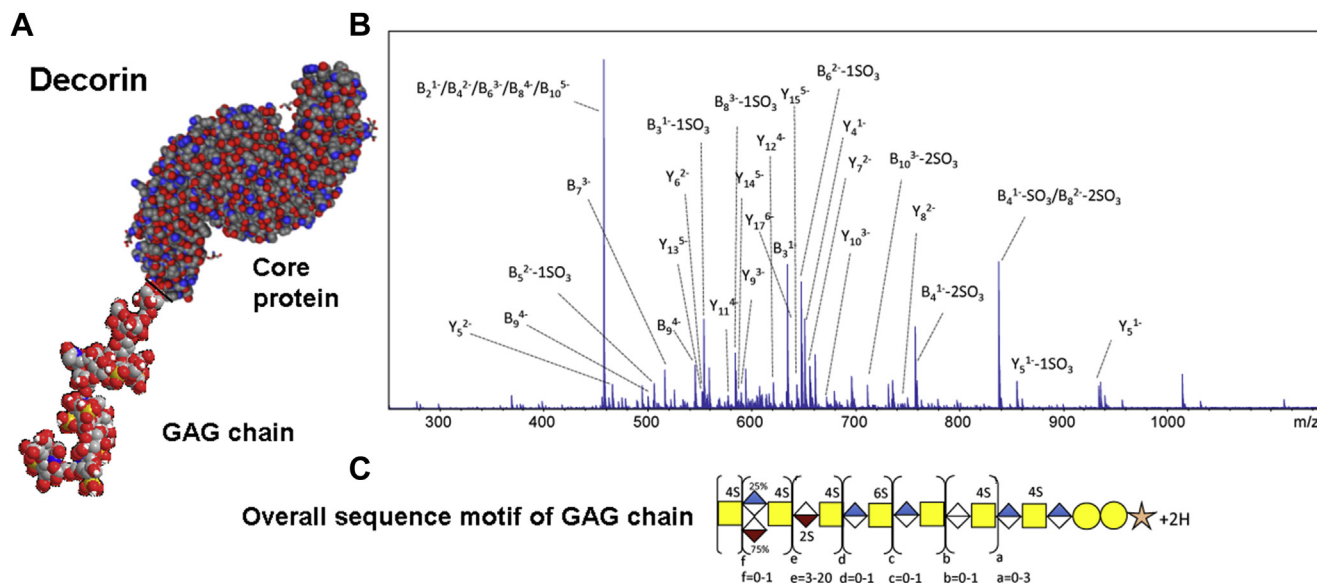 A
Decorin
Core
protein
GAG chain
B
B₂¹⁻/B₄²⁻/B₆³⁻/B₈⁴⁻/B₁₀⁵⁻
B₇³⁻
B₅²⁻-1SO₃
B₉⁴⁻
Y₅²⁻
B₃¹⁻-1SO₃
Y₆²⁻
Y₁₃⁵⁻
B₉⁴⁻
B₈³⁻-1SO₃
Y₁₂⁴⁻
Y₁₄⁵⁻
Y₁₇⁶⁻
Y₁₁⁴⁻
Y₉³⁻
Y₁₅⁵⁻
B₃¹⁻
B₆²⁻-1SO₃
Y₄¹⁻
Y₇²⁻
Y₁₀³⁻
B₁₀³⁻-2SO₃
Y₈²⁻
B₄¹⁻-2SO₃
B₄¹⁻-SO₃/B₈²⁻-2SO₃
Y₅¹⁻-1SO₃
Y₅¹⁻
300 400 500 600 700 800 900 1000 m/z
C
Overall sequence motif of GAG chain
4S 25% 4S 4S 6S 4S 4S
75% 2S
+2H
f e d c b a
f=0-1 e=3-20 d=0-1 c=0-1 b=0-1 a=0-3